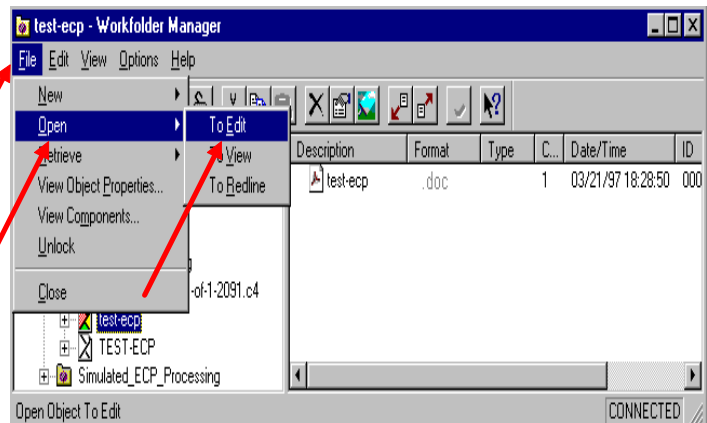 test-ecp - Workfolder Manager
File Edit View Options Help
New
Open
Retrieve
View Object Properties...
View Components...
Unlock
Close
To Edit
To View
To Redline
Description Format Type C... Date/Time ID
test-ecp .doc 1 03/21/97 18:28:50 000
-of-1-2091.c4
test-ecp
TEST-ECP
Simulated_ECP_Processing
Open Object To Edit CONNECTED